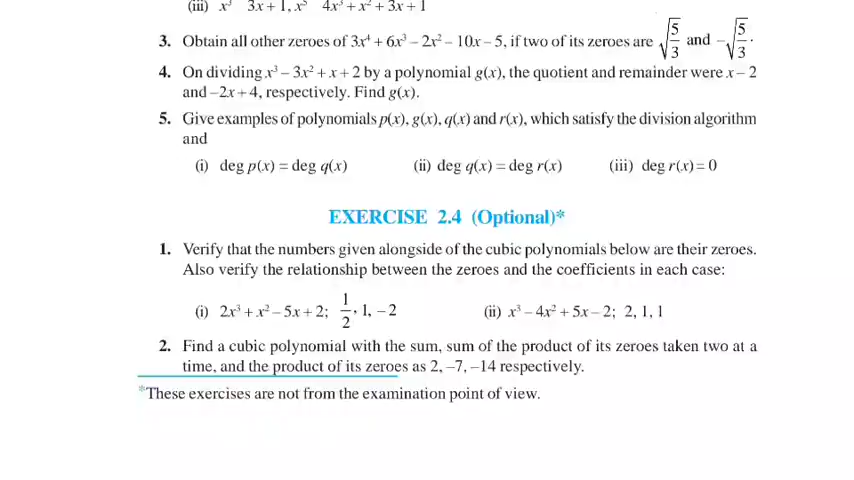 (iii) x³ 3x + 1, x⁵ 4x³ + x² + 3x + 1
3. Obtain all other zeroes of 3x⁴ + 6x³ – 2x² – 10x – 5, if two of its zeroes are √(5/3) and –√(5/3).
4. On dividing x³ – 3x² + x + 2 by a polynomial g(x), the quotient and remainder were x – 2
and –2x + 4, respectively. Find g(x).
5. Give examples of polynomials p(x), g(x), q(x) and r(x), which satisfy the division algorithm
and
(i) deg p(x) = deg q(x) (ii) deg q(x) = deg r(x) (iii) deg r(x) = 0
EXERCISE 2.4 (Optional)*
1. Verify that the numbers given alongside of the cubic polynomials below are their zeroes.
Also verify the relationship between the zeroes and the coefficients in each case:
(i) 2x³ + x² – 5x + 2; 1/2, 1, – 2 (ii) x³ – 4x² + 5x – 2; 2, 1, 1
2. Find a cubic polynomial with the sum, sum of the product of its zeroes taken two at a
time, and the product of its zeroes as 2, –7, –14 respectively.
*These exercises are not from the examination point of view.